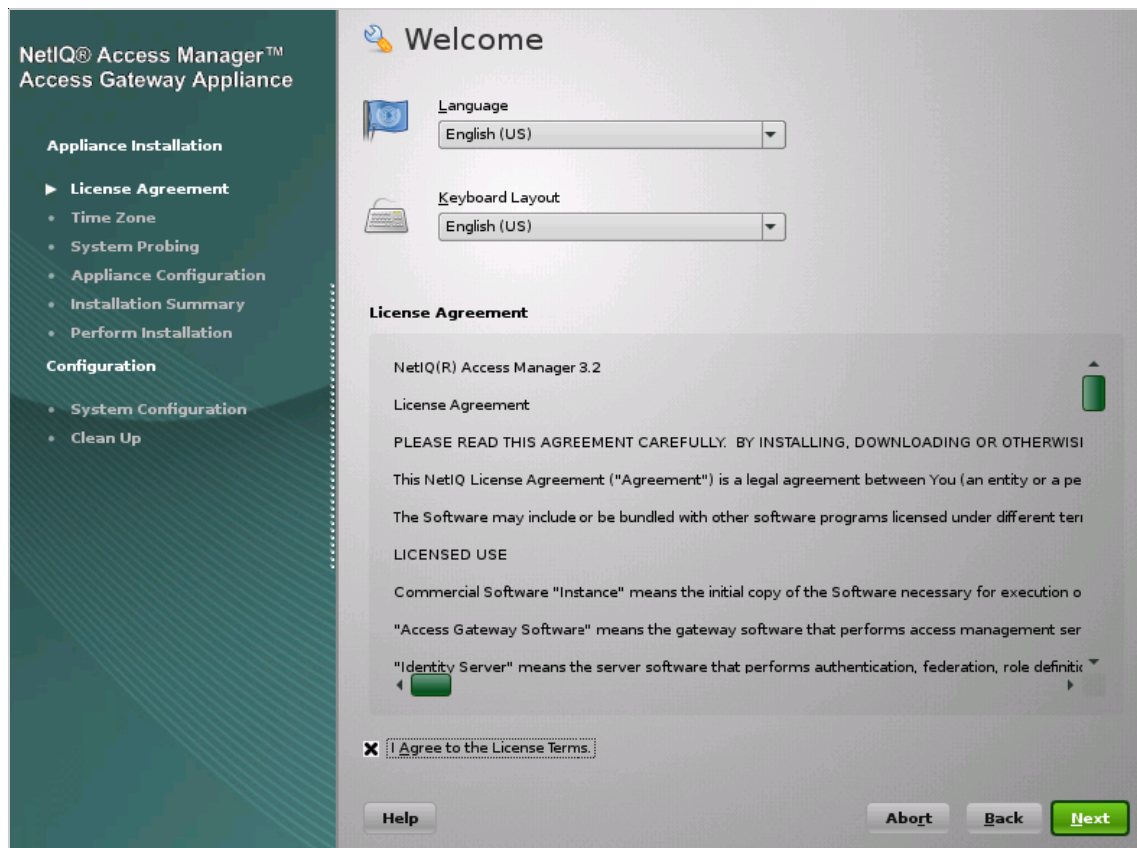 NetIQ® Access Manager™
Access Gateway Appliance
Appliance Installation
License Agreement
Time Zone
System Probing
Appliance Configuration
Installation Summary
Perform Installation
Configuration
System Configuration
Clean Up
Welcome
Language
English (US)
Keyboard Layout
English (US)
License Agreement
NetIQ(R) Access Manager 3.2
License Agreement
PLEASE READ THIS AGREEMENT CAREFULLY. BY INSTALLING, DOWNLOADING OR
This NetIQ License Agreement ("Agreement") is a legal agreement between You (an entity or a pe
The Software may include or be bundled with other software programs licensed under different
LICENSED USE
Commercial Software "Instance" means the initial copy of the Software necessary for execution o
"Access Gateway Software" means the gateway software that performs access management ser
"Identity Server" means the server software that performs authentication, federation, role
I Agree to the License Terms.
Help
Abort
Back
Next